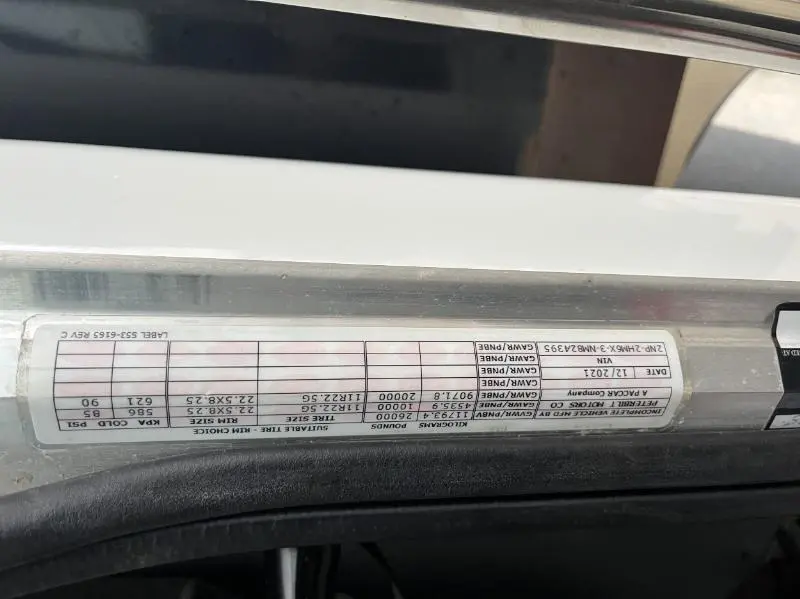 SUITABLE TIRE - RIM CHOICE
KILOGRAMS POUNDS TIRE SIZE RIM SIZE KPA COLD PSI
INCOMPLETE VEHICLE MFD BY GVWR/PNBV 11793.4 26000
PETERBILT MOTORS CO GAWR/PNBE 4535.9 10000 11R22.5G 22.5X8.25 586 85
A PACCAR Company GAWR/PNBE 9071.8 20000 11R22.5G 22.5X8.25 621 90
DATE 12/2021 GAWR/PNBE
VIN GAWR/PNBE
2NP-2HM6X-3-NM824395 GAWR/PNBE
LABEL S53-6165 REV C